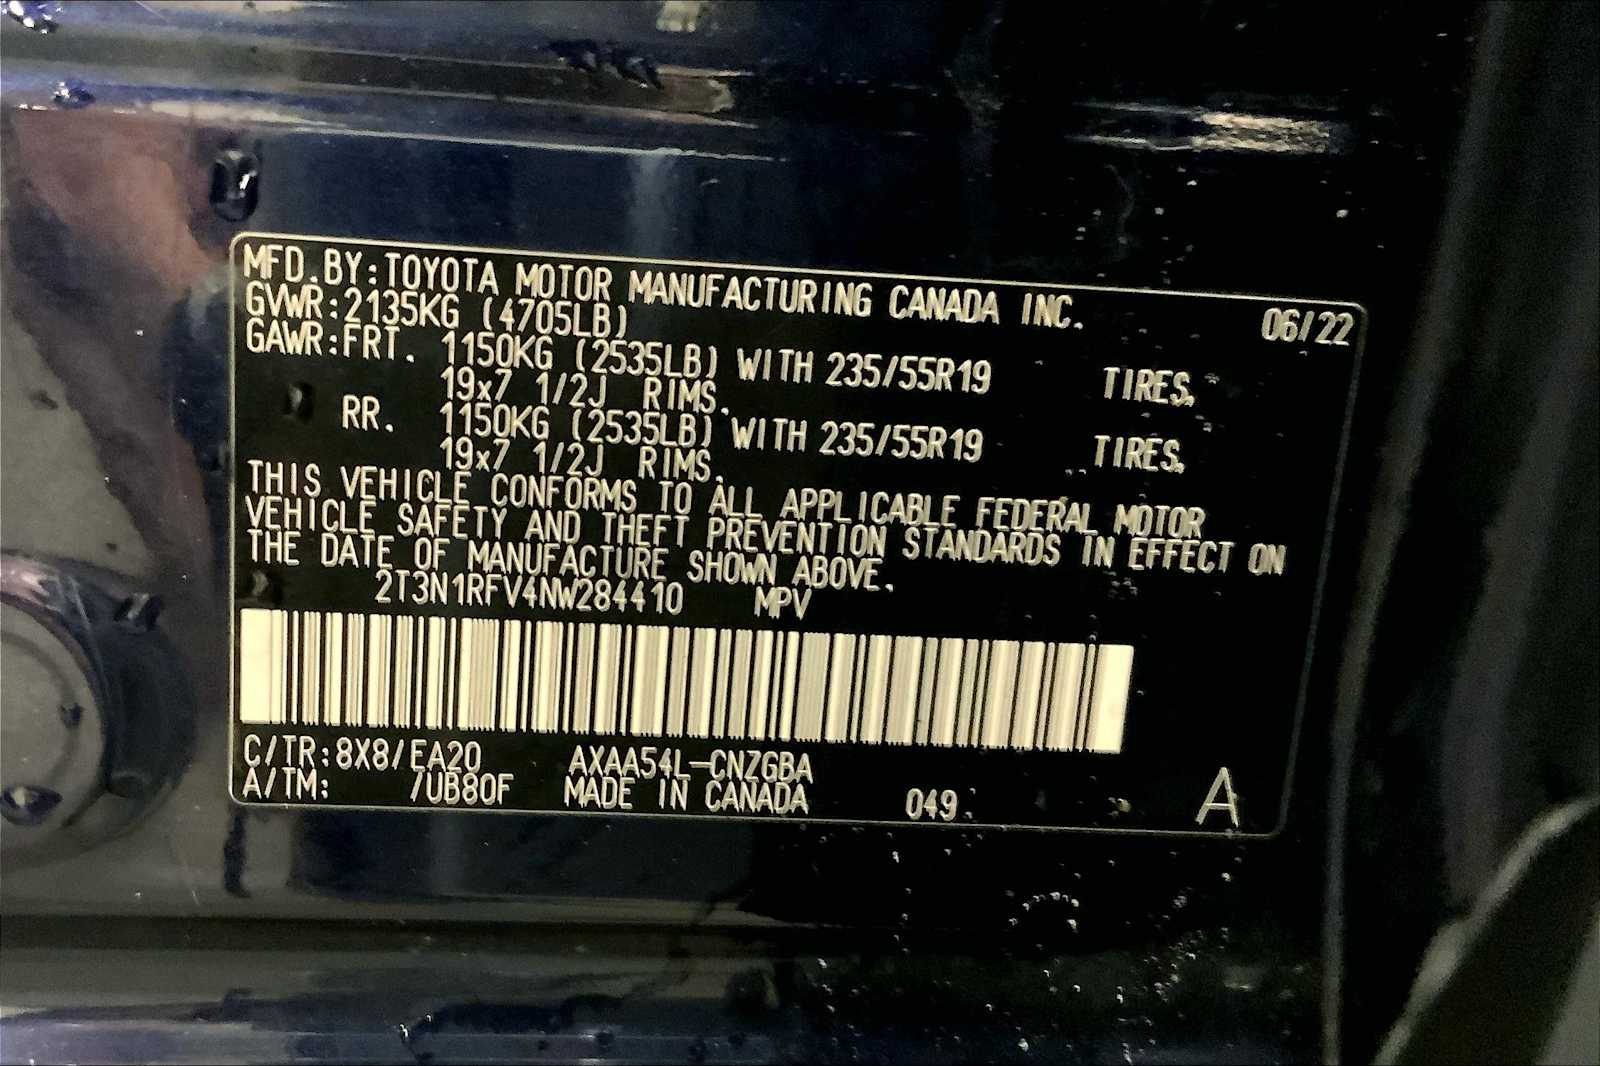 MFD.BY:TOYOTA MOTOR MANUFACTURING CANADA INC. 06/22
GVWR:2135KG (4705LB)
GAWR:FRT. 1150KG (2535LB) WITH 235/55R19 TIRES.
19x7 1/2J RIMS.
RR. 1150KG (2535LB) WITH 235/55R19 TIRES.
19x7 1/2J RIMS.
THIS VEHICLE CONFORMS TO ALL APPLICABLE FEDERAL MOTOR
VEHICLE SAFETY AND THEFT PREVENTION STANDARDS IN EFFECT ON
THE DATE OF MANUFACTURE SHOWN ABOVE.
2T3N1RFV4NW284410 MPV
C/TR:8X8/EA20 AXAA54L-CNZGBA
A/TM: /UB80F MADE IN CANADA 049 A